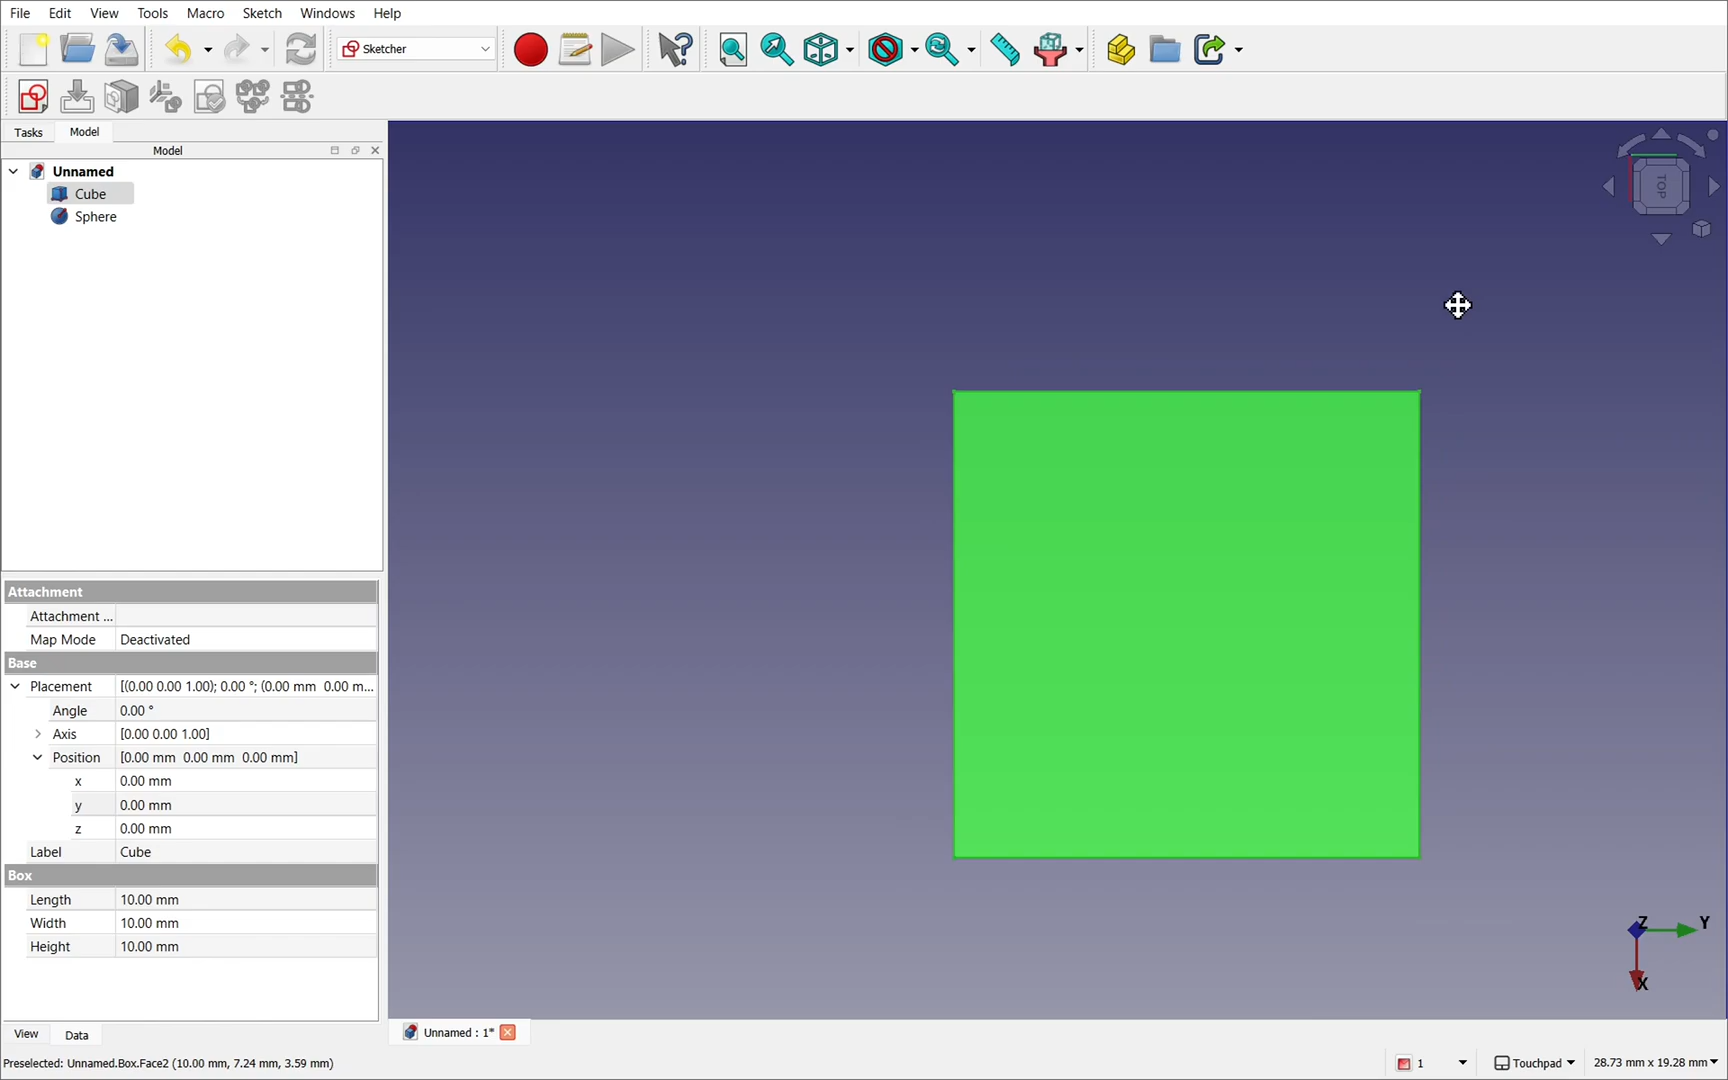 File Edit View Tools Macro Sketch Windows Help
Sketcher
Tasks Model
Model
Unnamed
Cube
Sphere
TOP
Attachment
Attachment ...
Map Mode Deactivated
Base
Placement [(0.00 0.00 1.00); 0.00 °; (0.00 mm 0.00 m...
Angle 0.00 °
Axis [0.00 0.00 1.00]
Position [0.00 mm 0.00 mm 0.00 mm]
x 0.00 mm
y 0.00 mm
z 0.00 mm
Label Cube
Box
Length 10.00 mm
Width 10.00 mm
Height 10.00 mm
Z Y
X
View Data
Unnamed : 1*
Preselected: Unnamed.Box.Face2 (10.00 mm, 7.24 mm, 3.59 mm) 1 Touchpad 28.73 mm x 19.28 mm